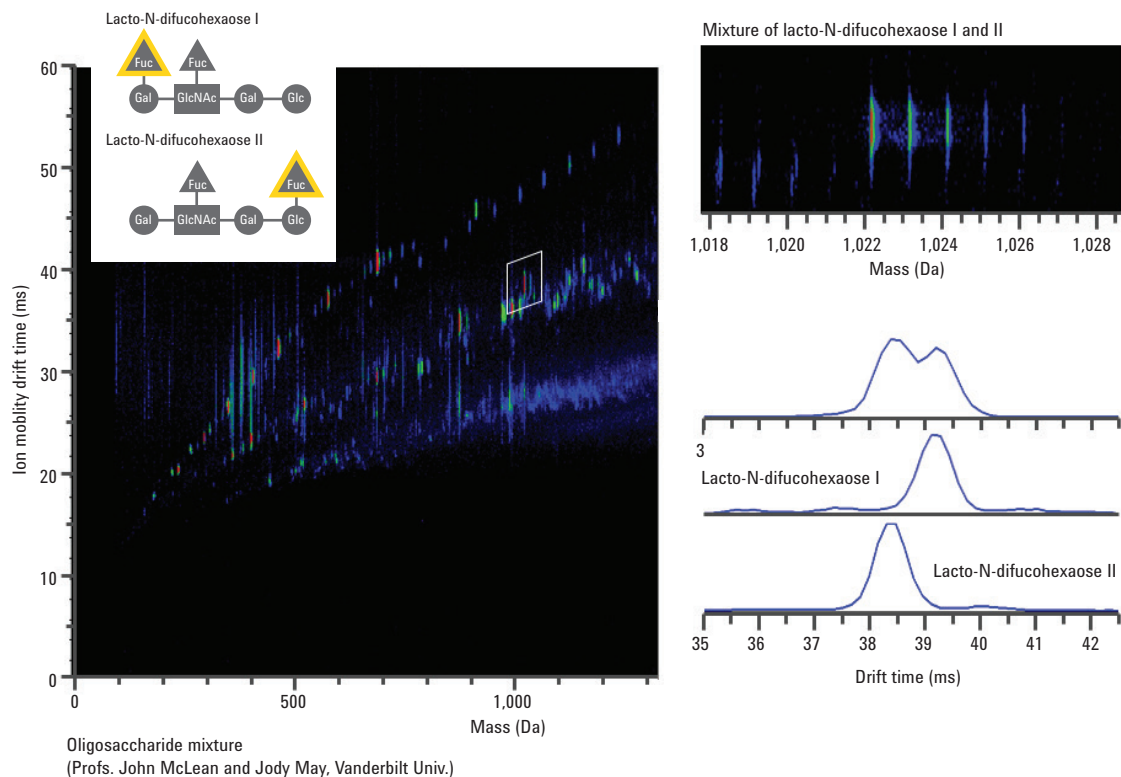 Lacto-N-difucohexaose I
Fuc Fuc
Gal GlcNAc Gal Glc
Lacto-N-difucohexaose II
Fuc Fuc
Gal GlcNAc Gal Glc
60
50
40
30
20
10
0
Ion moblity drift time (ms)
0 500 1,000
Mass (Da)
Oligosaccharide mixture
(Profs. John McLean and Jody May, Vanderbilt Univ.)
Mixture of lacto-N-difucohexaose I and II
1,018 1,020 1,022 1,024 1,026 1,028
Mass (Da)
3
Lacto-N-difucohexaose I
Lacto-N-difucohexaose II
35 36 37 38 39 40 41 42
Drift time (ms)